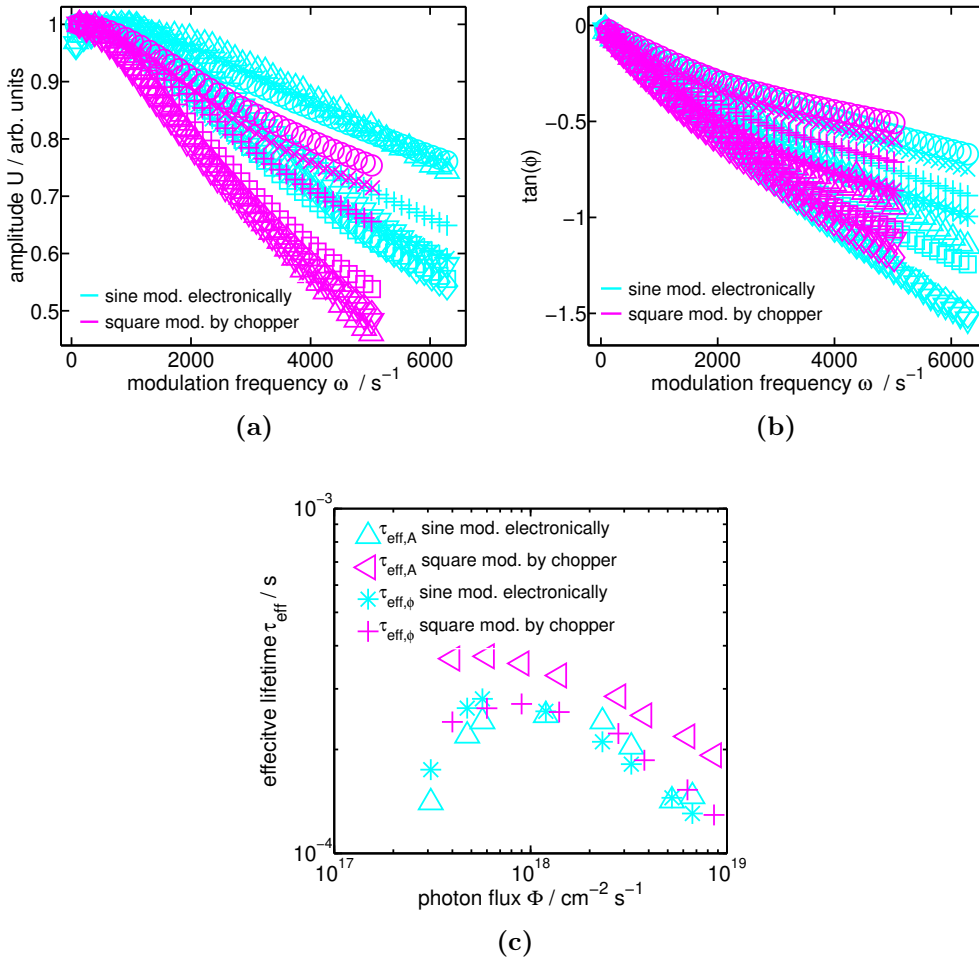 1
0.9
0.8
0.7
0.6
0.5
amplitude U / arb. units
sine mod. electronically
square mod. by chopper
0 2000 4000 6000
modulation frequency ω / s⁻¹
(a)
0
−0.5
−1
−1.5
tan(ϕ)
sine mod. electronically
square mod. by chopper
0 2000 4000 6000
modulation frequency ω / s⁻¹
(b)
10⁻³
10⁻⁴
effecitve lifetime τeff / s
τeff,A sine mod. electronically
τeff,A square mod. by chopper
τeff,ϕ sine mod. electronically
τeff,ϕ square mod. by chopper
10¹⁷ 10¹⁸ 10¹⁹
photon flux Φ / cm⁻² s⁻¹
(c)